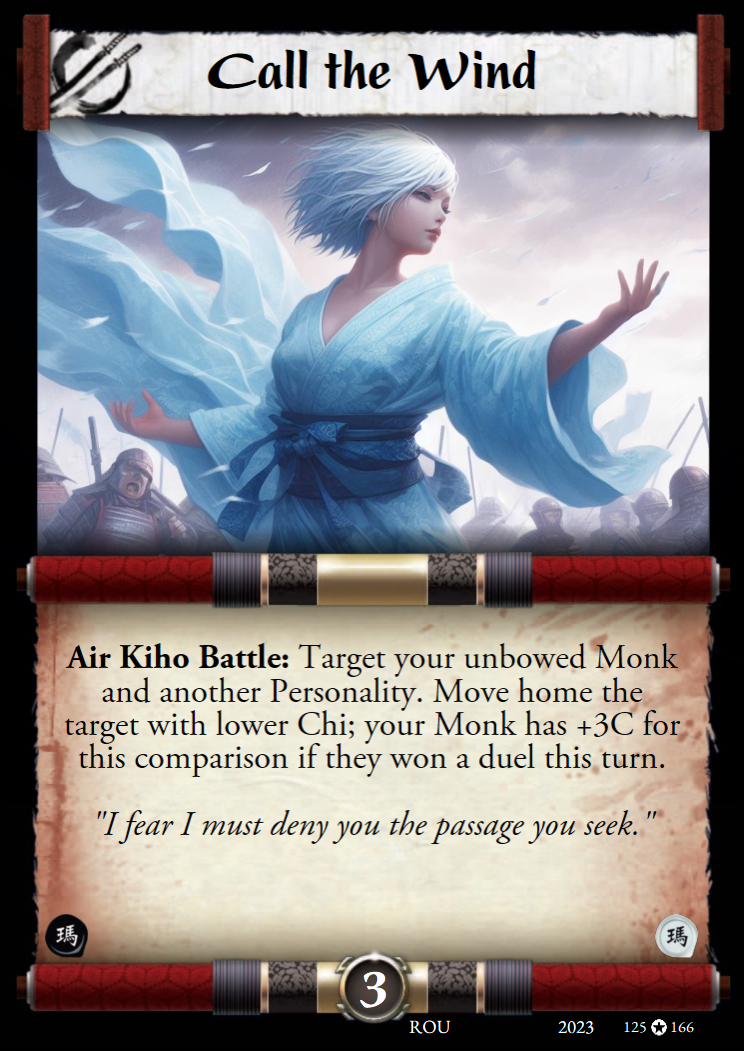 Call the Wind
Air Kiho Battle: Target your unbowed Monk
and another Personality. Move home the
target with lower Chi; your Monk has +3C for
this comparison if they won a duel this turn.
"I fear I must deny you the passage you seek."
瑪 瑪
3
ROU 2023 125 ✪ 166